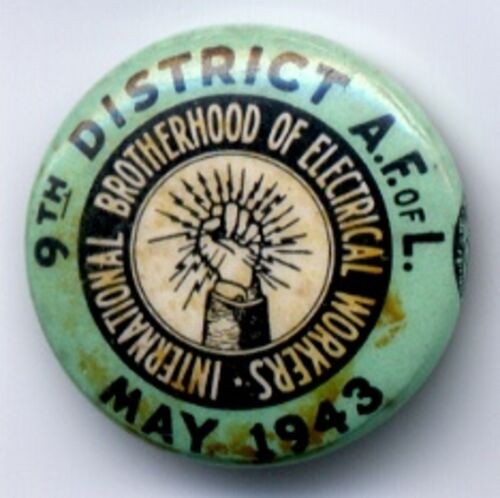 9TH DISTRICT A.F. OF L.
INTERNATIONAL BROTHERHOOD OF ELECTRICAL WORKERS ·
MAY 1943